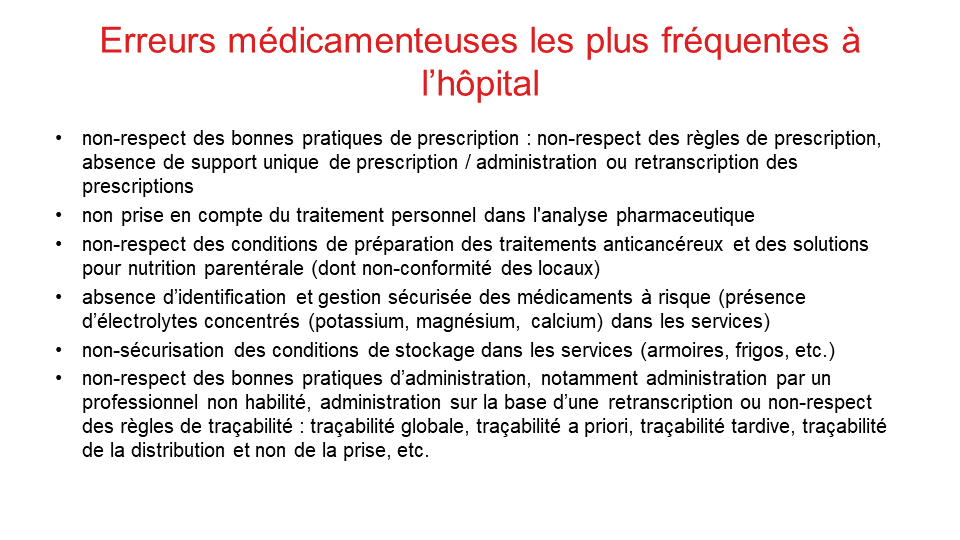 Erreurs médicamenteuses les plus fréquentes à
l’hôpital
• non-respect des bonnes pratiques de prescription : non-respect des règles de prescription,
absence de support unique de prescription / administration ou retranscription des
prescriptions
• non prise en compte du traitement personnel dans l'analyse pharmaceutique
• non-respect des conditions de préparation des traitements anticancéreux et des solutions
pour nutrition parentérale (dont non-conformité des locaux)
• absence d’identification et gestion sécurisée des médicaments à risque (présence
d’électrolytes concentrés (potassium, magnésium, calcium) dans les services)
• non-sécurisation des conditions de stockage dans les services (armoires, frigos, etc.)
• non-respect des bonnes pratiques d’administration, notamment administration par un
professionnel non habilité, administration sur la base d’une retranscription ou non-respect
des règles de traçabilité : traçabilité globale, traçabilité a priori, traçabilité tardive, traçabilité
de la distribution et non de la prise, etc.